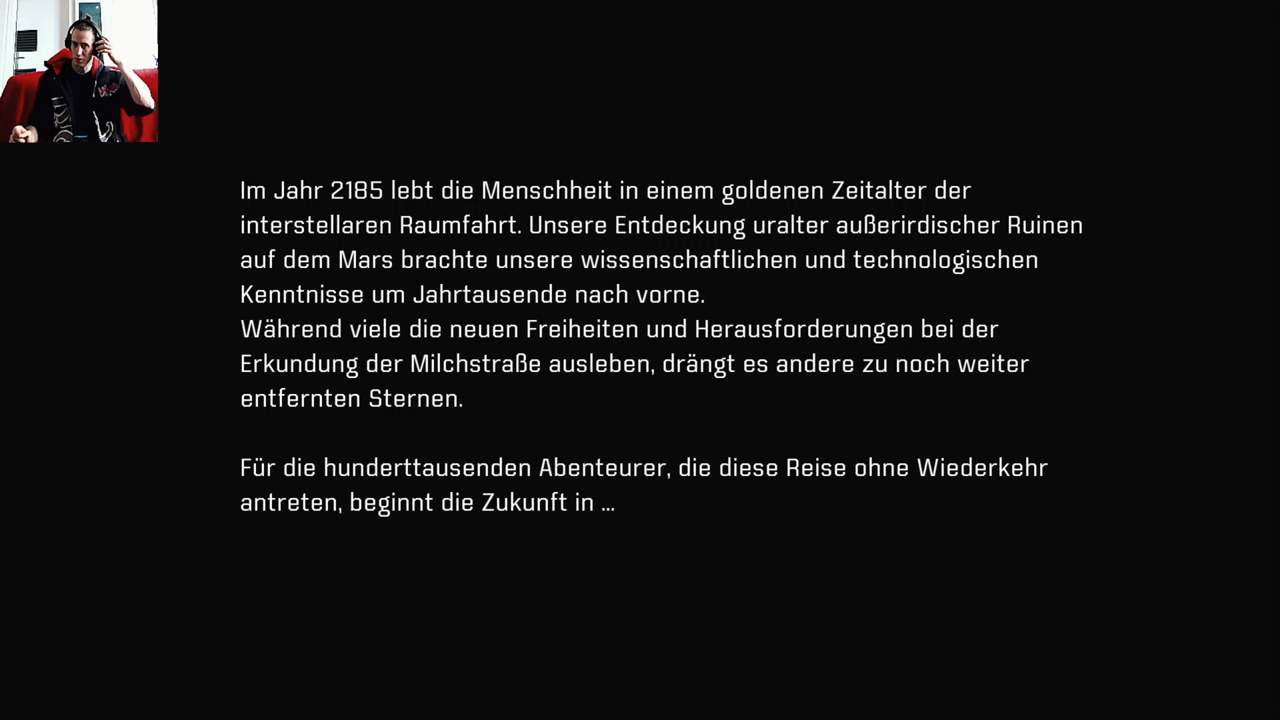 Im Jahr 2185 lebt die Menschheit in einem goldenen Zeitalter der
interstellaren Raumfahrt. Unsere Entdeckung uralter außerirdischer Ruinen
auf dem Mars brachte unsere wissenschaftlichen und technologischen
Kenntnisse um Jahrtausende nach vorne.
Während viele die neuen Freiheiten und Herausforderungen bei der
Erkundung der Milchstraße ausleben, drängt es andere zu noch weiter
entfernten Sternen.
Für die hunderttausenden Abenteurer, die diese Reise ohne Wiederkehr
antreten, beginnt die Zukunft in ...